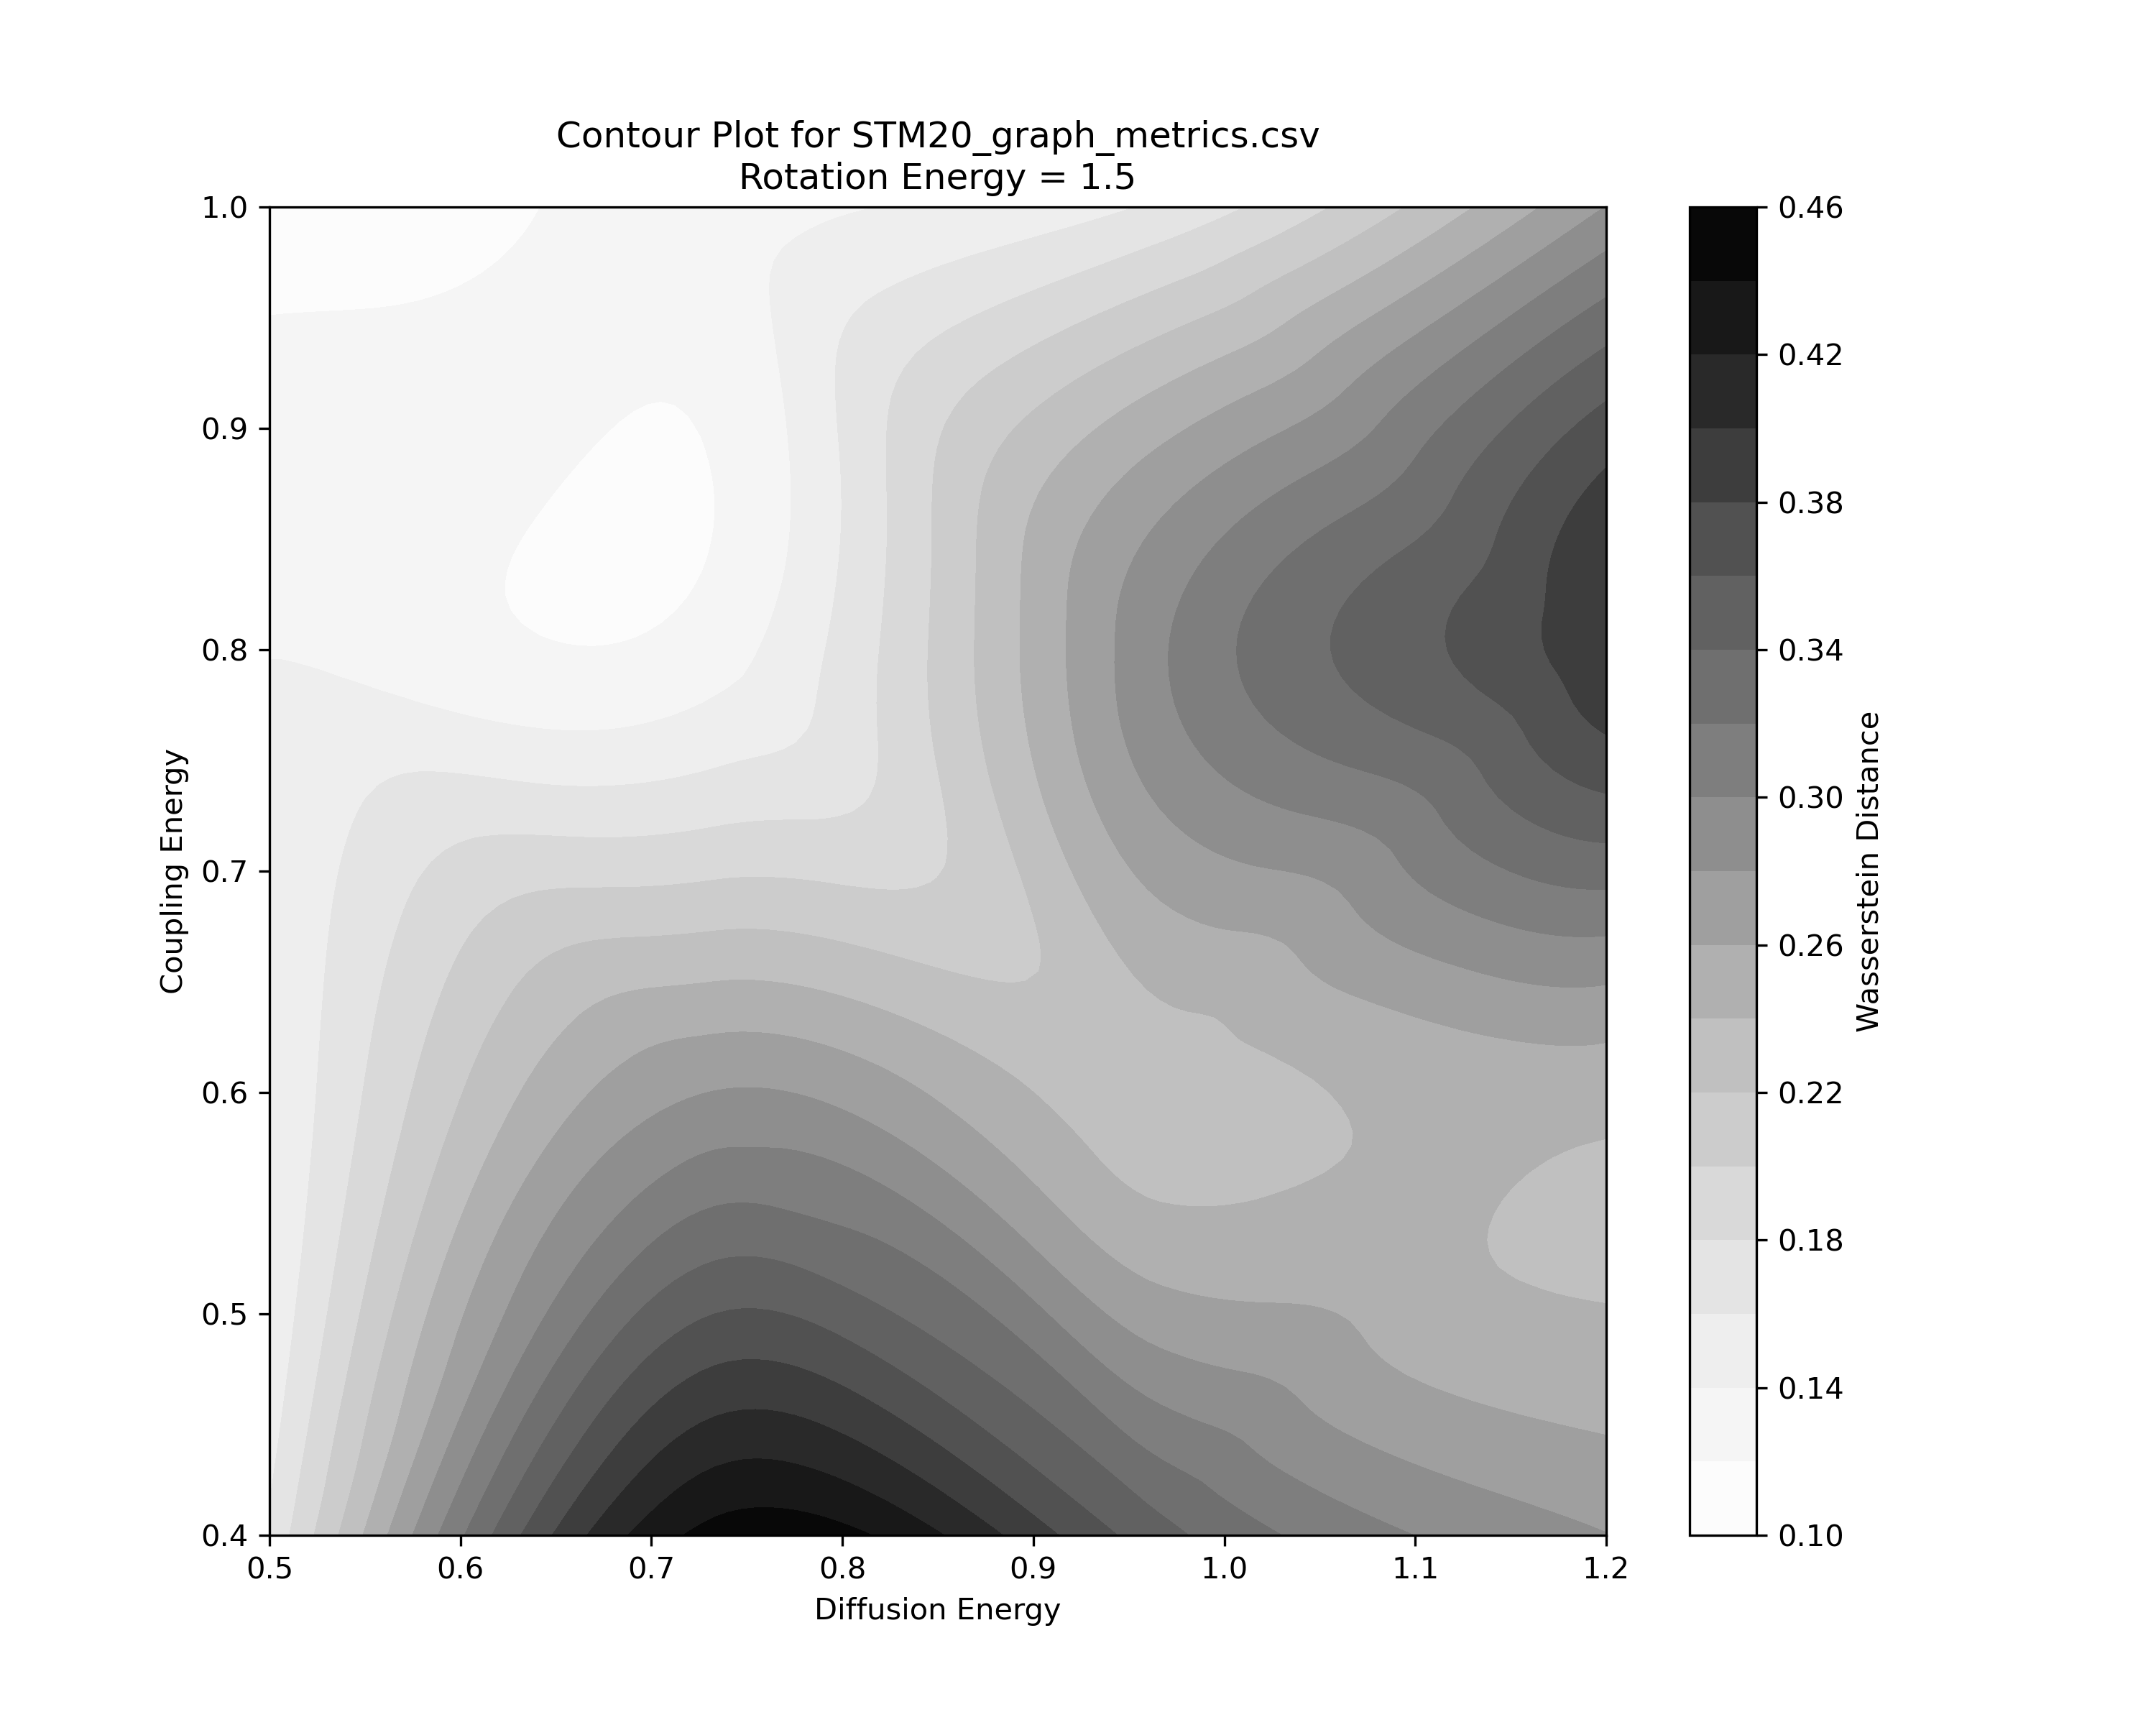 Contour Plot for STM20_graph_metrics.csv
Rotation Energy = 1.5
1.0
0.9
0.8
0.7
0.6
0.5
0.4
Coupling Energy
0.5 0.6 0.7 0.8 0.9 1.0 1.1 1.2
Diffusion Energy
0.46
0.42
0.38
0.34
0.30
0.26
0.22
0.18
0.14
0.10
Wasserstein Distance